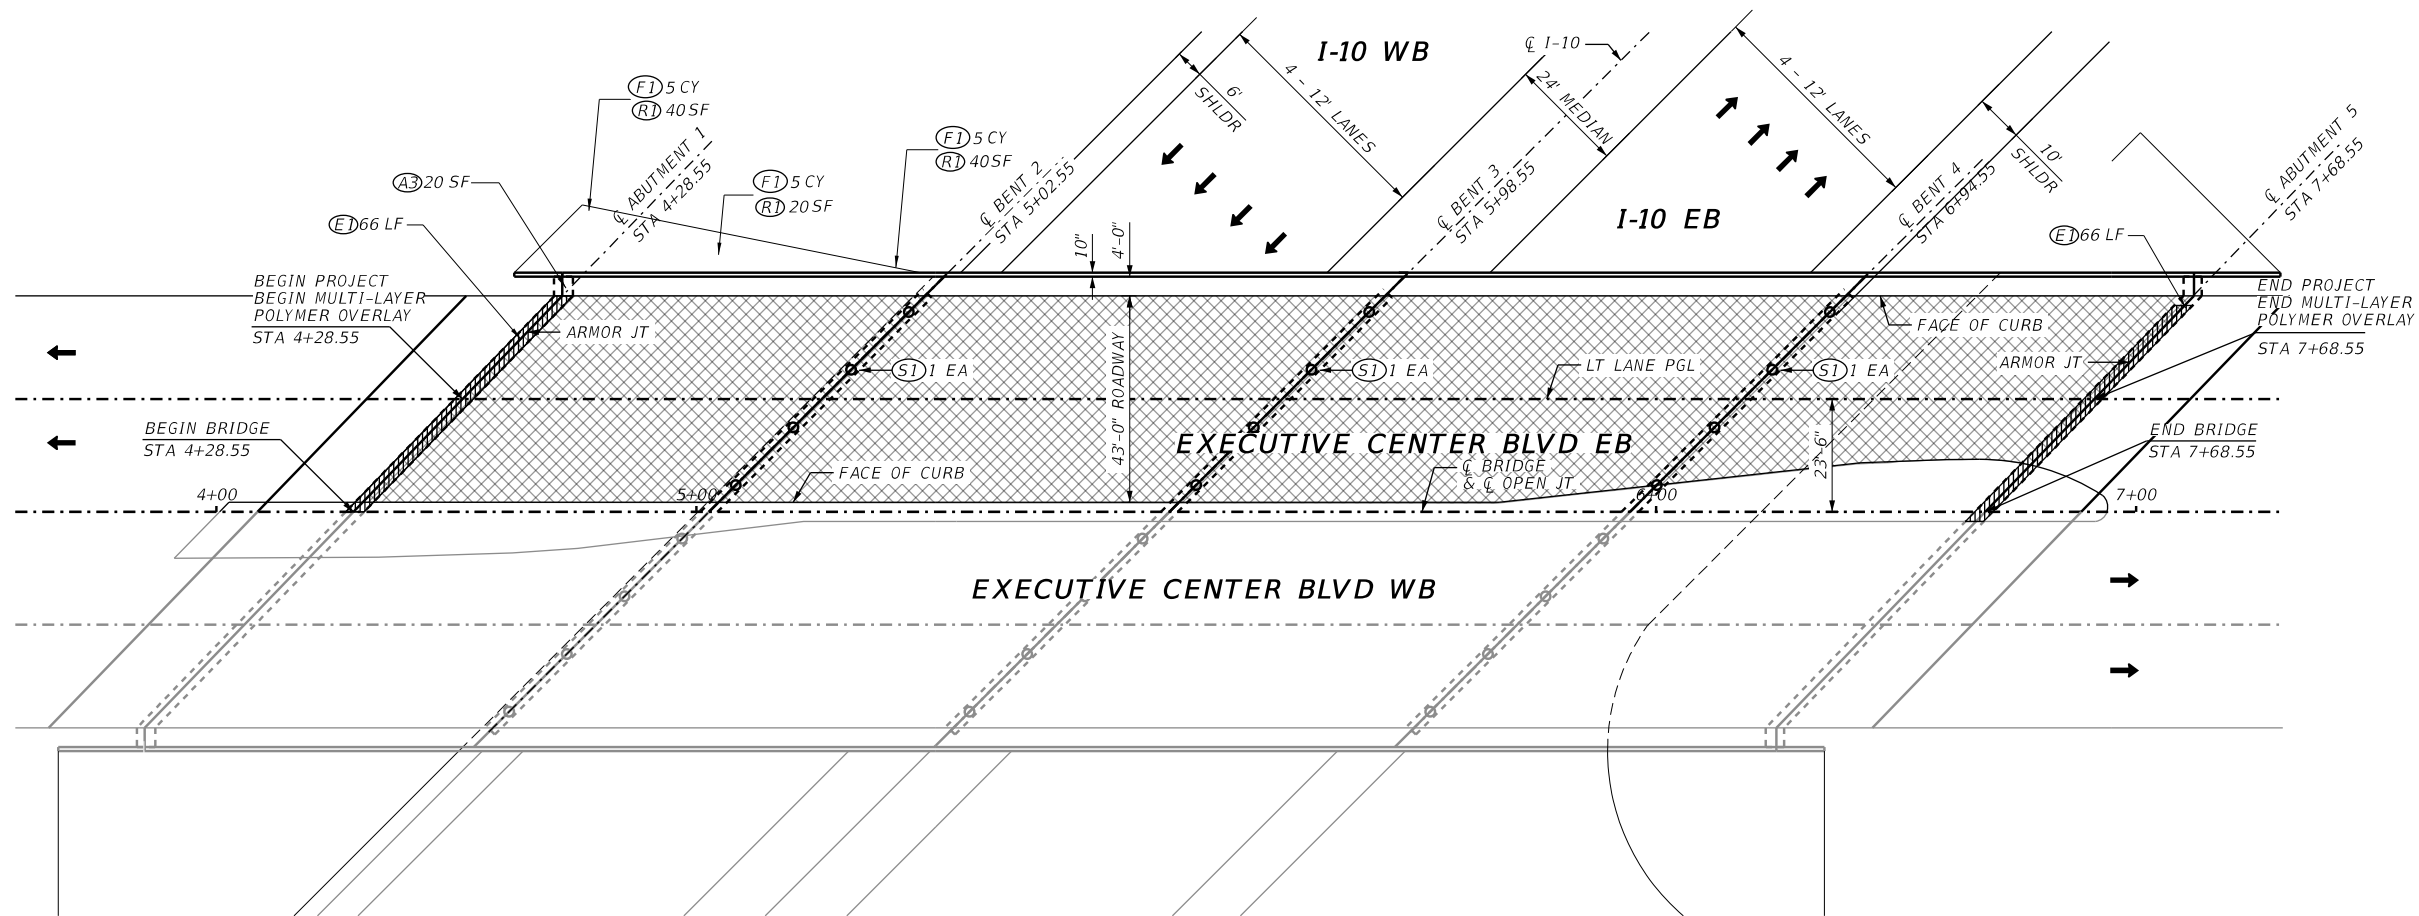 I-10 WB
℄ I-10
4 - 12' LANES
6'
SHLDR
24' MEDIAN
4 - 12' LANES
10'
SHLDR
I-10 EB
F1 5 CY
R1 40 SF
F1 5 CY
R1 40 SF
F1 5 CY
R1 20 SF
A3 20 SF
E1 66 LF
℄ ABUTMENT 1
STA 4+28.55
℄ BENT 2
STA 5+02.55
℄ BENT 3
STA 5+98.55
℄ BENT 4
STA 6+94.55
℄ ABUTMENT 5
STA 7+68.55
E1 66 LF
10"
4'-0"
BEGIN PROJECT
BEGIN MULTI-LAYER
POLYMER OVERLAY
STA 4+28.55
ARMOR JT
END PROJECT
END MULTI-LAYER
POLYMER OVERLAY
STA 7+68.55
FACE OF CURB
ARMOR JT
S1 1 EA
S1 1 EA
S1 1 EA
LT LANE PGL
43'-0" ROADWAY
23'-6"
BEGIN BRIDGE
STA 4+28.55
EXECUTIVE CENTER BLVD EB
END BRIDGE
STA 7+68.55
FACE OF CURB
℄ BRIDGE
& ℄ OPEN JT
4+00
5+00
6+00
7+00
EXECUTIVE CENTER BLVD WB